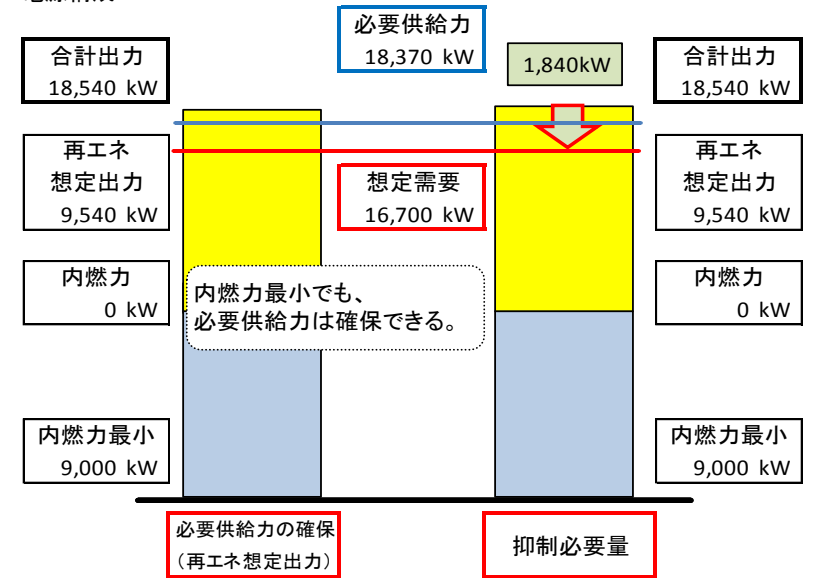 必要供給力
18,370 kW
合計出力
18,540 kW
1,840kW
合計出力
18,540 kW
再エネ
想定出力
9,540 kW
想定需要
16,700 kW
再エネ
想定出力
9,540 kW
内燃力
0 kW
内燃力最小でも、
必要供給力は確保できる。
内燃力
0 kW
内燃力最小
9,000 kW
内燃力最小
9,000 kW
必要供給力の確保
（再エネ想定出力）
抑制必要量